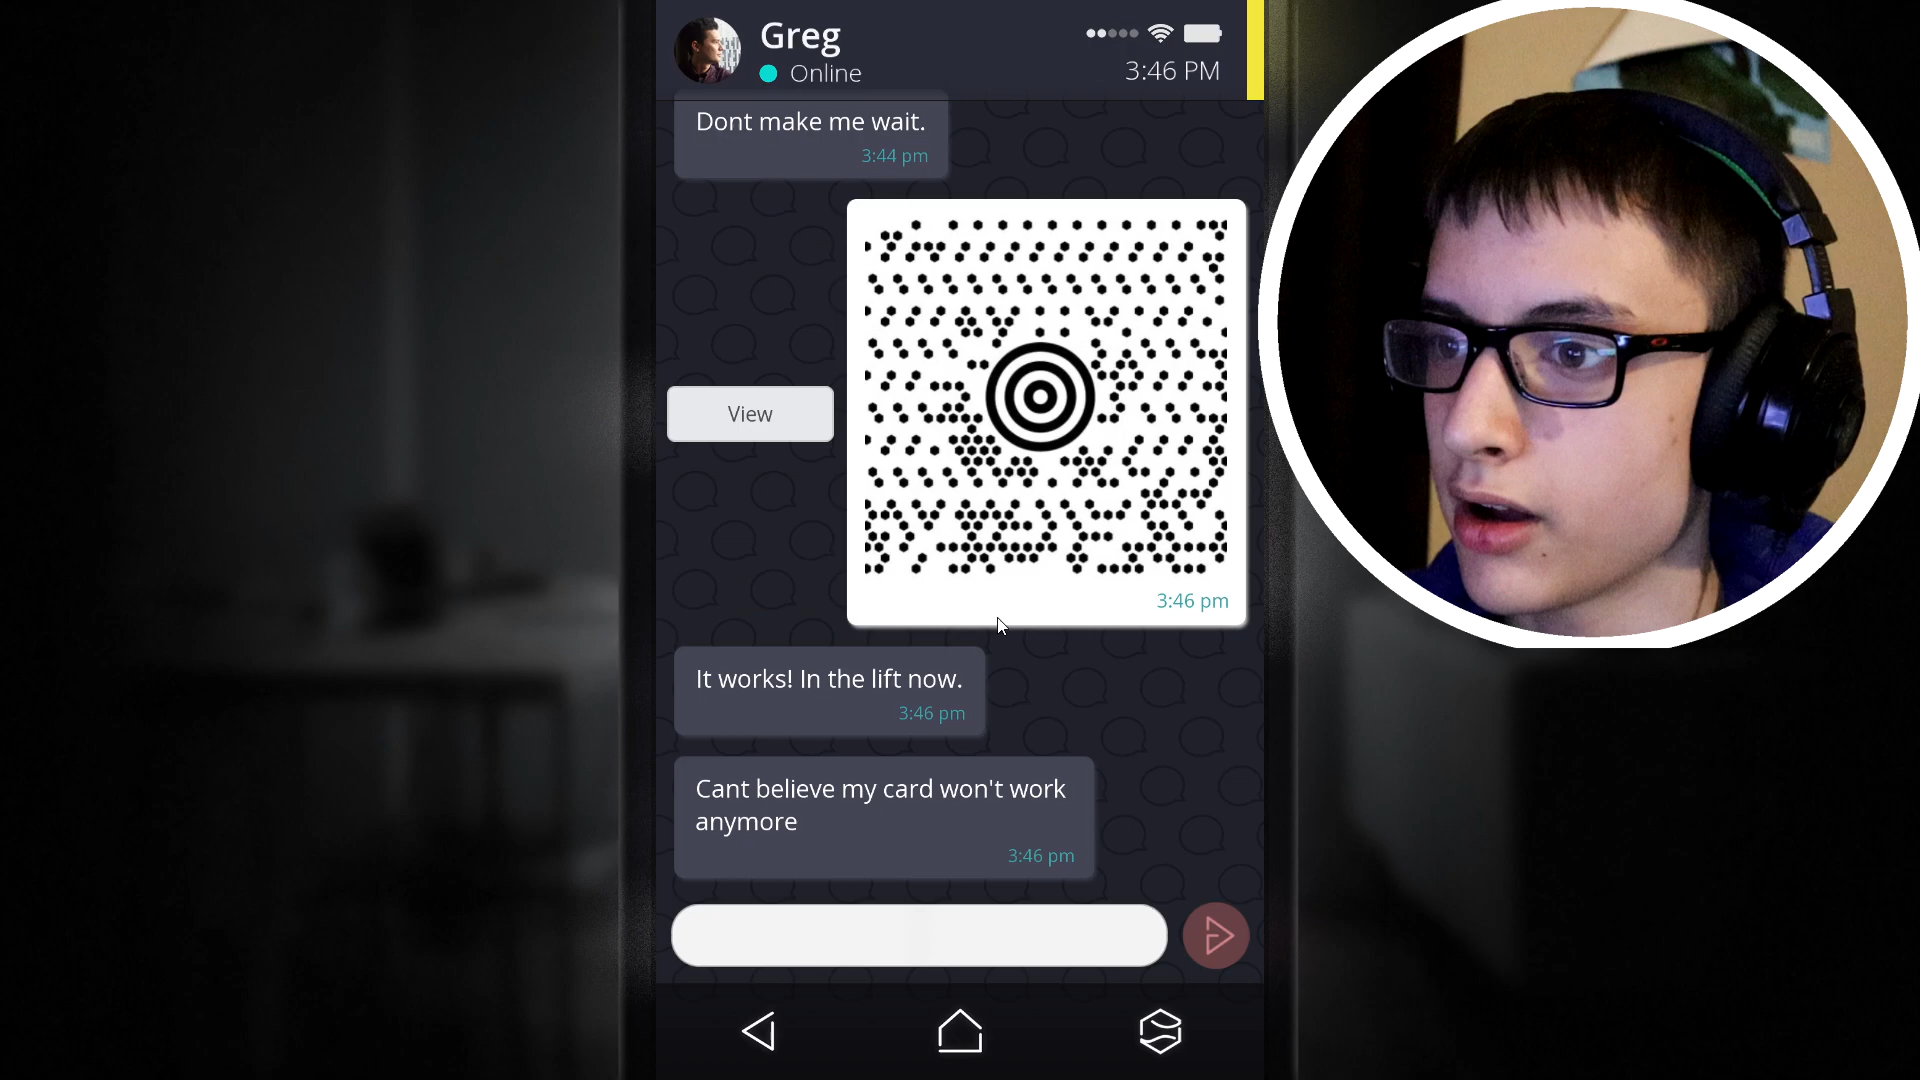 Greg
Online
3:46 PM
Dont make me wait.
3:44 pm
View
3:46 pm
It works! In the lift now.
3:46 pm
Cant believe my card won't work
anymore
3:46 pm